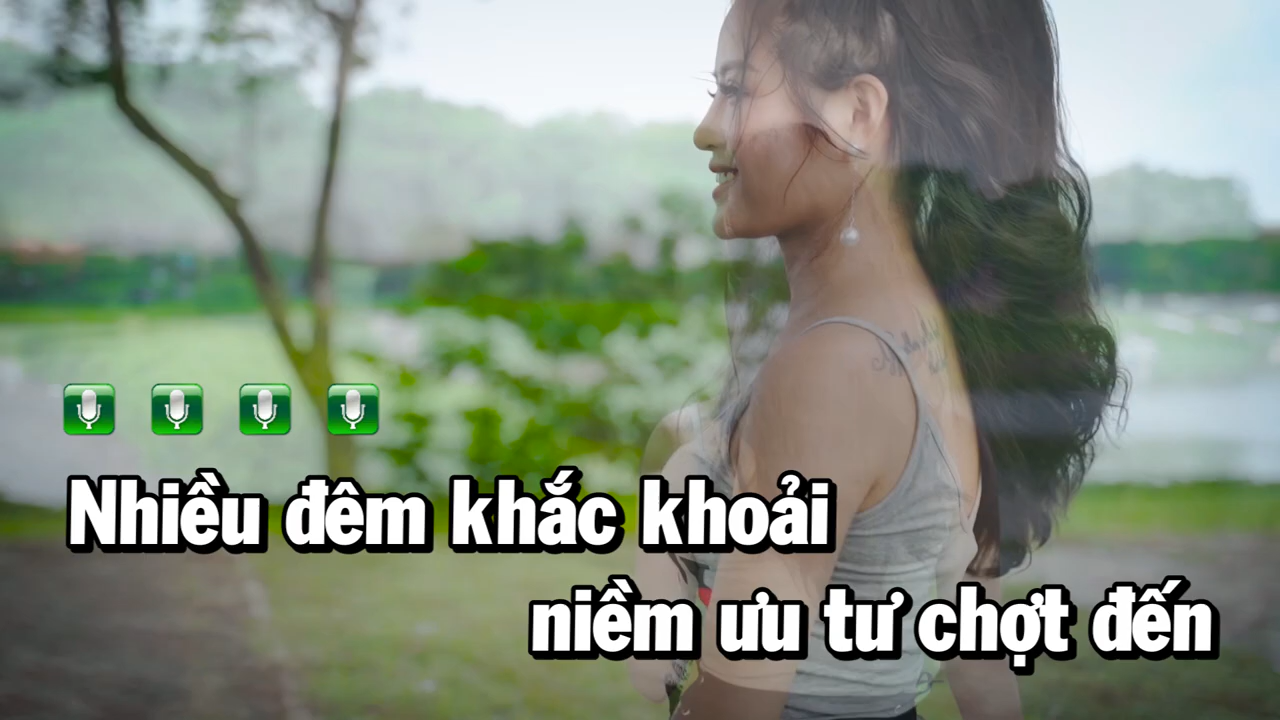 Nhiều đêm khắc khoải
niềm ưu tư chợt đến